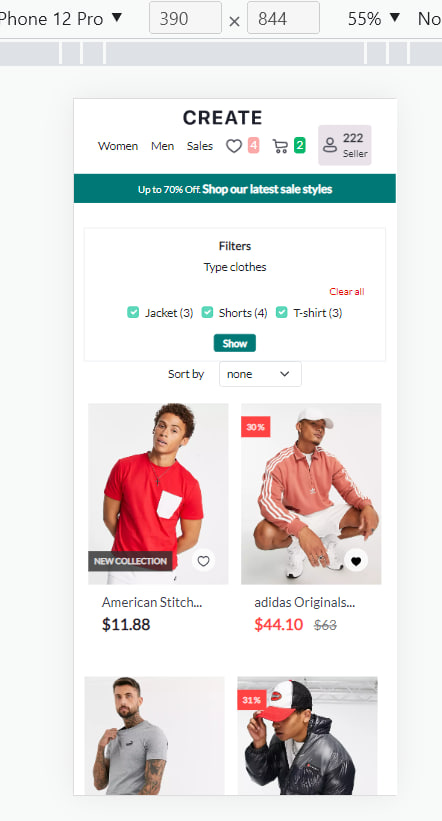 Phone 12 Pro ▼ 390 × 844 55% ▼ No
CREATE
Women Men Sales 4 2 222
Seller
Up to 70% Off. Shop our latest sale styles
Filters
Type clothes
Clear all
Jacket (3) Shorts (4) T-shirt (3)
Show
Sort by none
30 %
NEW COLLECTION
American Stitch... adidas Originals...
$11.88 $44.10 $63
31 %